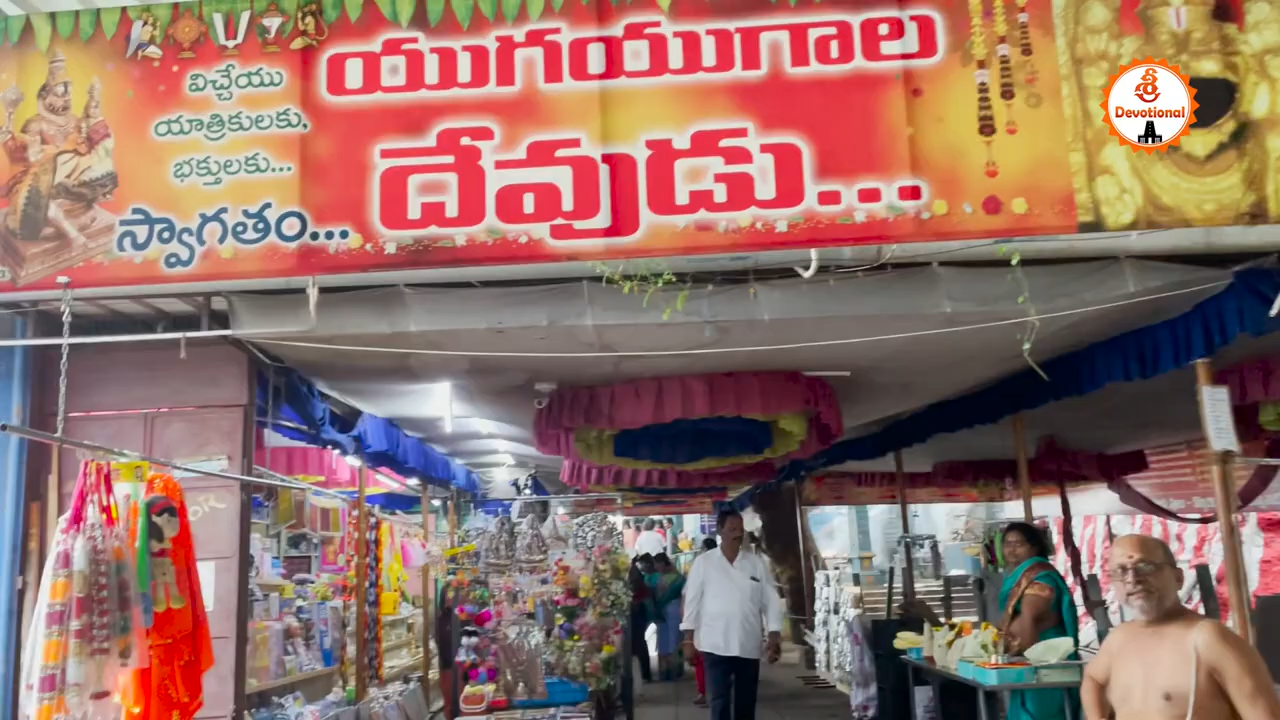 విచ్చేయు
యాత్రికులకు,
భక్తులకు...
స్వాగతం...
యుగయుగాల
దేవుడు...
శ్రీ
Devotional